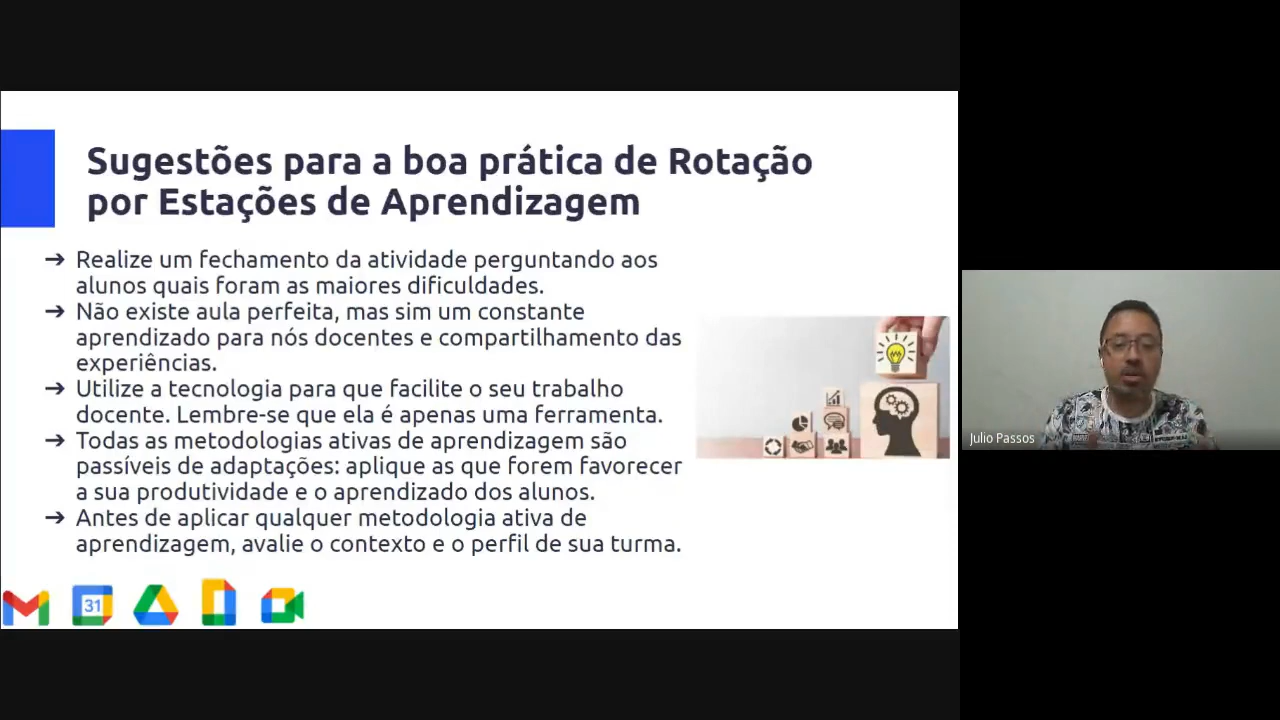 Sugestões para a boa prática de Rotação
por Estações de Aprendizagem
➔ Realize um fechamento da atividade perguntando aos
alunos quais foram as maiores dificuldades.
➔ Não existe aula perfeita, mas sim um constante
aprendizado para nós docentes e compartilhamento das
experiências.
➔ Utilize a tecnologia para que facilite o seu trabalho
docente. Lembre-se que ela é apenas uma ferramenta.
➔ Todas as metodologias ativas de aprendizagem são
passíveis de adaptações: aplique as que forem favorecer
a sua produtividade e o aprendizado dos alunos.
➔ Antes de aplicar qualquer metodologia ativa de
aprendizagem, avalie o contexto e o perfil de sua turma.
31
Julio Passos